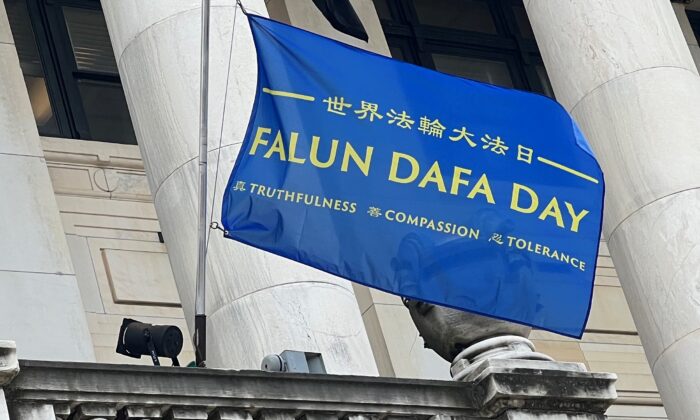 世界法輪大法日
FALUN DAFA DAY
真 TRUTHFULNESS 善 COMPASSION 忍 TOLERANCE